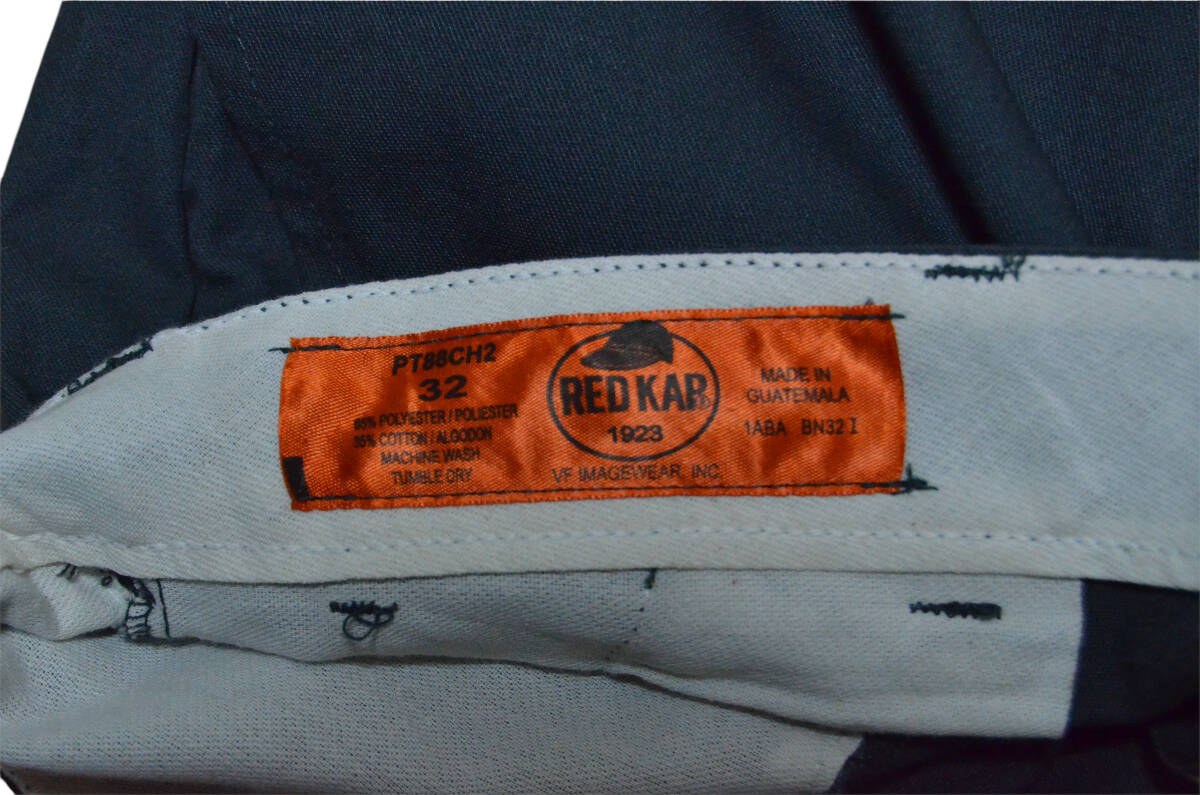 PT88CH2
32
65% POLYESTER / POLIESTER
35% COTTON / ALGODON
MACHINE WASH
TUMBLE DRY
RED KAP®
1923
VF IMAGEWEAR, INC.
MADE IN
GUATEMALA
1ABA BN32 I